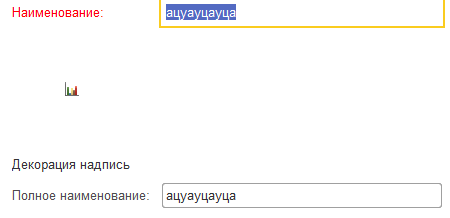 Наименование: ацуауцауца
Декорация надпись
Полное наименование: ацуауцауца